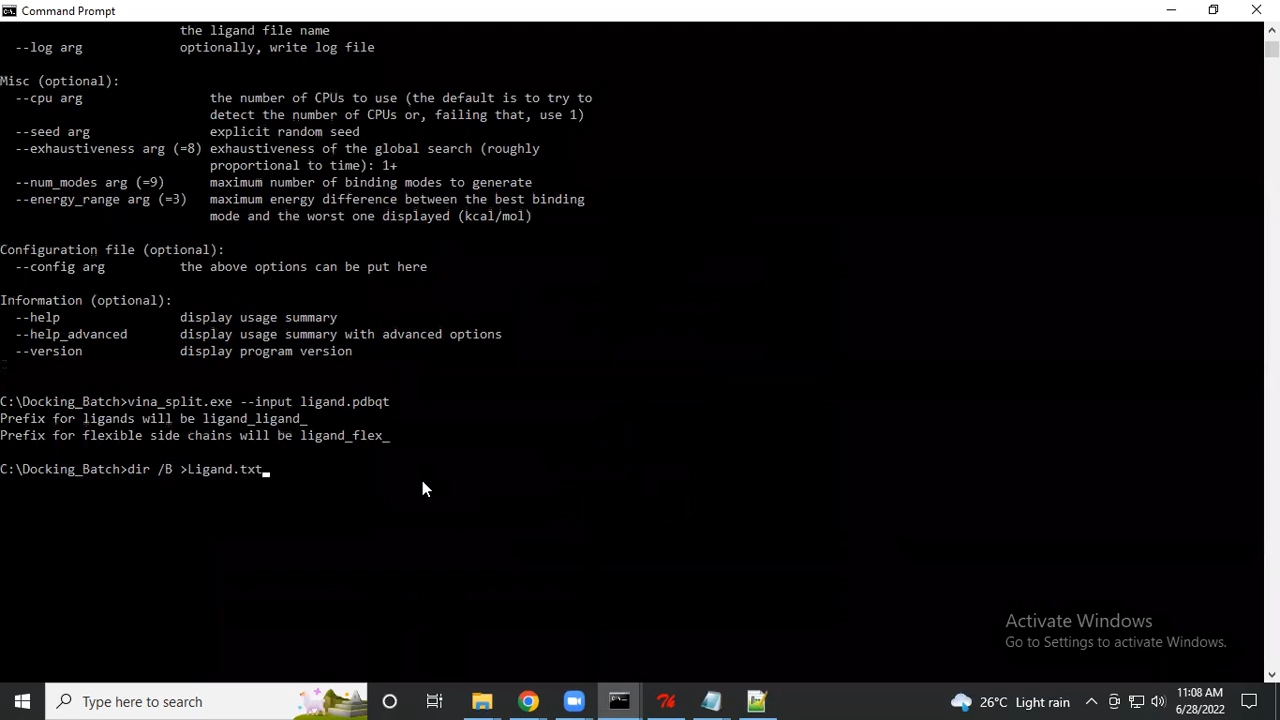 Command Prompt
the ligand file name
--log arg optionally, write log file
Misc (optional):
--cpu arg the number of CPUs to use (the default is to try to
detect the number of CPUs or, failing that, use 1)
--seed arg explicit random seed
--exhaustiveness arg (=8) exhaustiveness of the global search (roughly
proportional to time): 1+
--num_modes arg (=9) maximum number of binding modes to generate
--energy_range arg (=3) maximum energy difference between the best binding
mode and the worst one displayed (kcal/mol)
Configuration file (optional):
--config arg the above options can be put here
Information (optional):
--help display usage summary
--help_advanced display usage summary with advanced options
--version display program version
C:\Docking_Batch>vina_split.exe --input ligand.pdbqt
Prefix for ligands will be ligand_ligand_
Prefix for flexible side chains will be ligand_flex_
C:\Docking_Batch>dir /B >Ligand.txt
Activate Windows
Go to Settings to activate Windows.
Type here to search
26°C Light rain
11:08 AM
6/28/2022